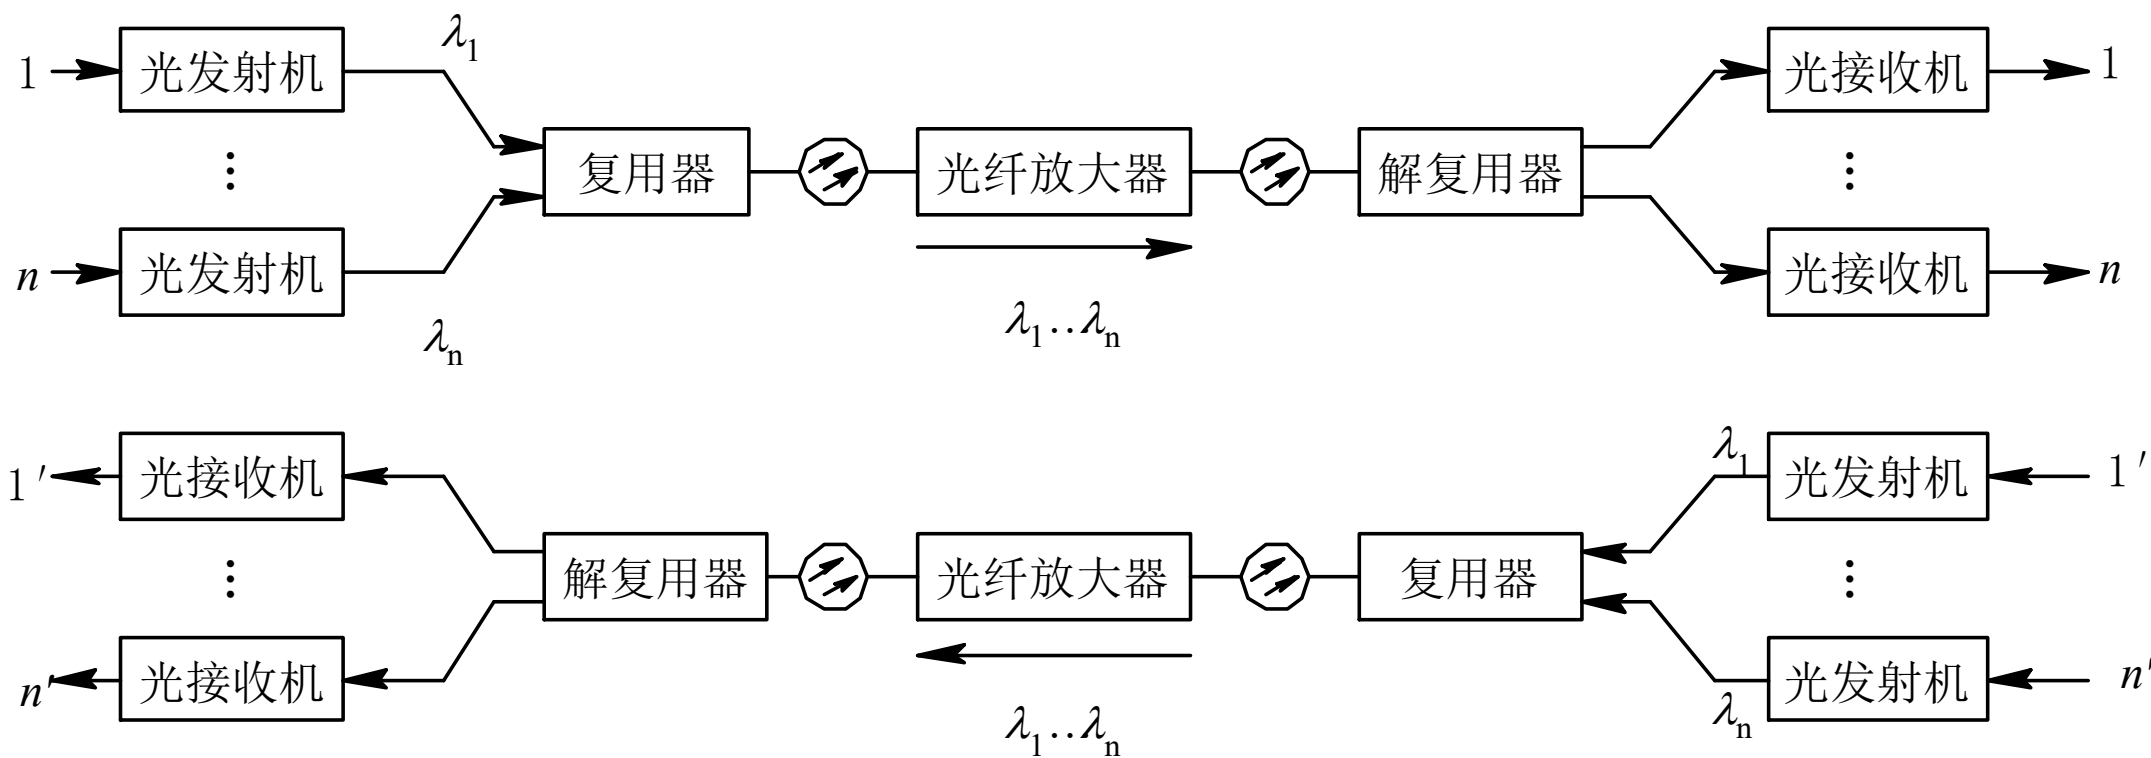 λ1
1 光发射机 光接收机 1
⋮ 复用器 光纤放大器 解复用器 ⋮
n 光发射机 光接收机 n
λn λ1..λn
1′ 光接收机 λ1 光发射机 1′
⋮ 解复用器 光纤放大器 复用器 ⋮
n′ 光接收机 光发射机 n′
λ1..λn λn